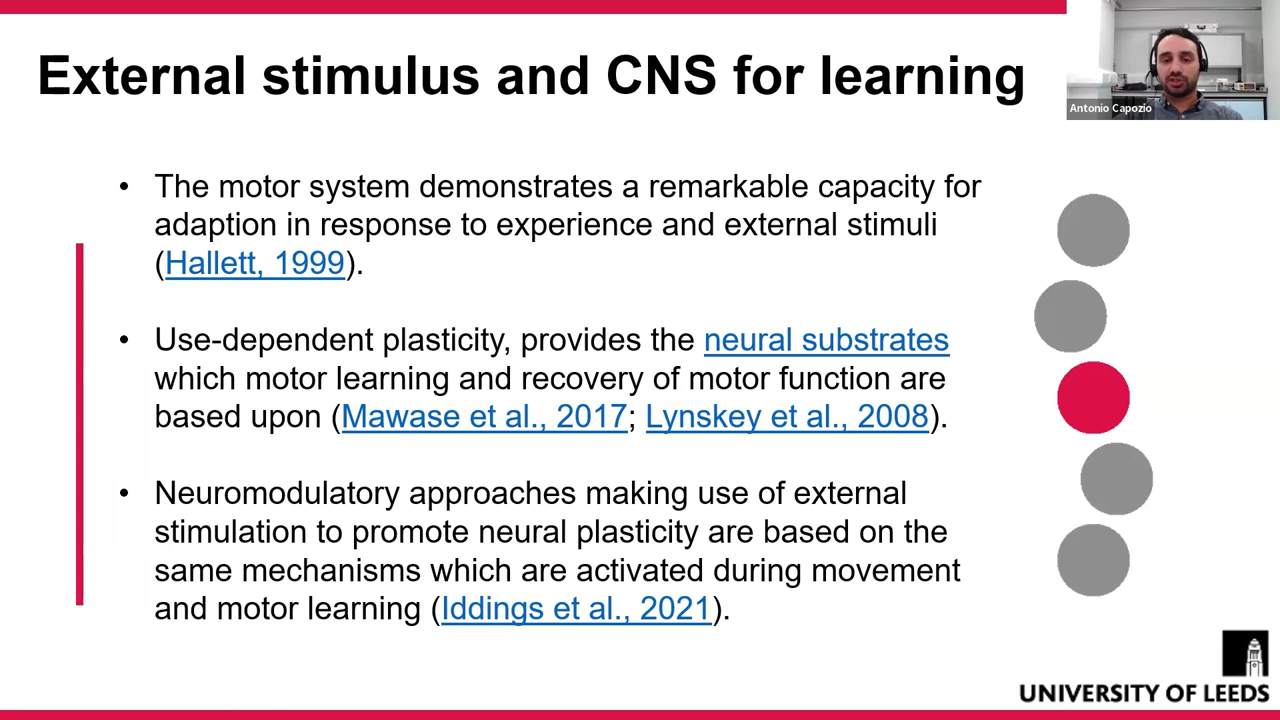 External stimulus and CNS for learning
Antonio Capozio
• The motor system demonstrates a remarkable capacity for
adaption in response to experience and external stimuli
(Hallett, 1999).
• Use-dependent plasticity, provides the neural substrates
which motor learning and recovery of motor function are
based upon (Mawase et al., 2017; Lynskey et al., 2008).
• Neuromodulatory approaches making use of external
stimulation to promote neural plasticity are based on the
same mechanisms which are activated during movement
and motor learning (Iddings et al., 2021).
UNIVERSITY OF LEEDS